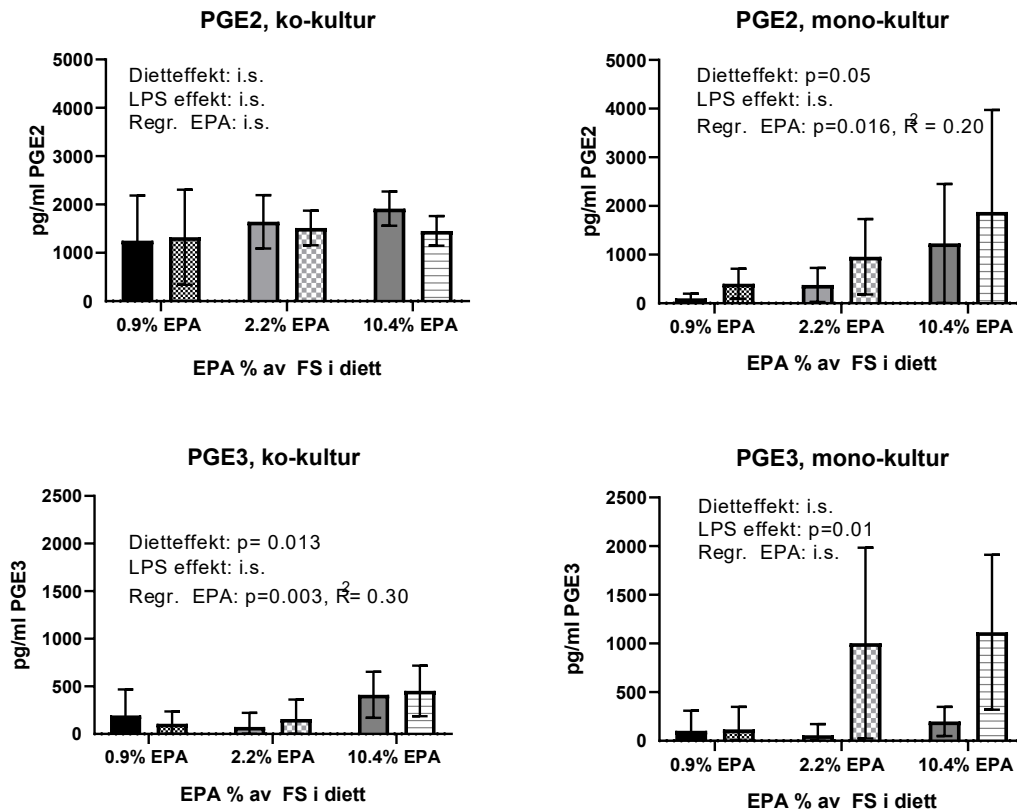 PGE2, ko-kultur
pg/ml PGE2
5000
4000
3000
2000
1000
0
Dietteffekt: i.s.
LPS effekt: i.s.
Regr. EPA: i.s.
0.9% EPA 2.2% EPA 10.4% EPA
EPA % av FS i diett
PGE2, mono-kultur
pg/ml PGE2
5000
4000
3000
2000
1000
0
Dietteffekt: p=0.05
LPS effekt: i.s.
Regr. EPA: p=0.016, R² = 0.20
0.9% EPA 2.2% EPA 10.4% EPA
EPA % av FS i diett
PGE3, ko-kultur
pg/ml PGE3
2500
2000
1500
1000
500
0
Dietteffekt: p= 0.013
LPS effekt: i.s.
Regr. EPA: p=0.003, R²= 0.30
0.9% EPA 2.2% EPA 10.4% EPA
EPA % av FS i diett
PGE3, mono-kultur
pg/ml PGE3
2500
2000
1500
1000
500
0
Dietteffekt: i.s.
LPS effekt: p=0.01
Regr. EPA: i.s.
0.9% EPA 2.2% EPA 10.4% EPA
EPA % av FS i diett